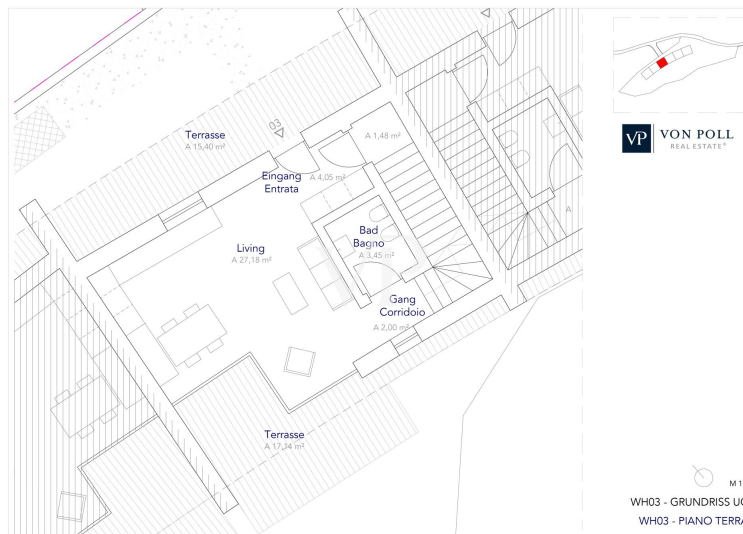 03
Terrasse
A 15,40 m²
A 1,48 m²
Eingang
Entrata
A 4,05 m²
Bad
Bagno
A 3,45 m²
Living
A 27,18 m²
Gang
Corridoio
A 2,00 m²
A
Terrasse
A 17,14 m²
VP
VON POLL
REAL ESTATE®
M 1
WH03 - GRUNDRISS
WH03 - PIANO